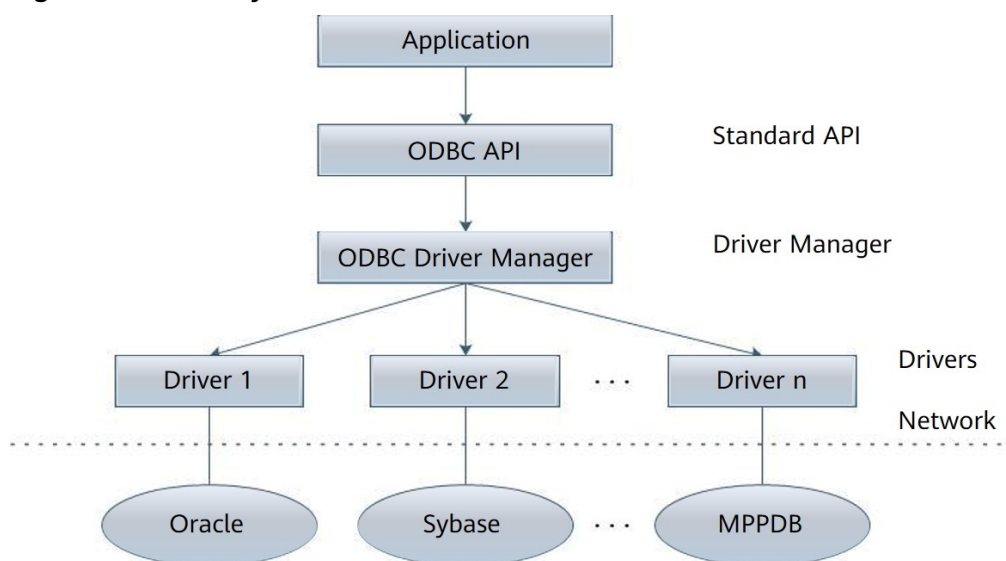 Application
ODBC API
Standard API
ODBC Driver Manager
Driver Manager
Driver 1
Driver 2
...
Driver n
Drivers
Network
Oracle
Sybase
...
MPPDB